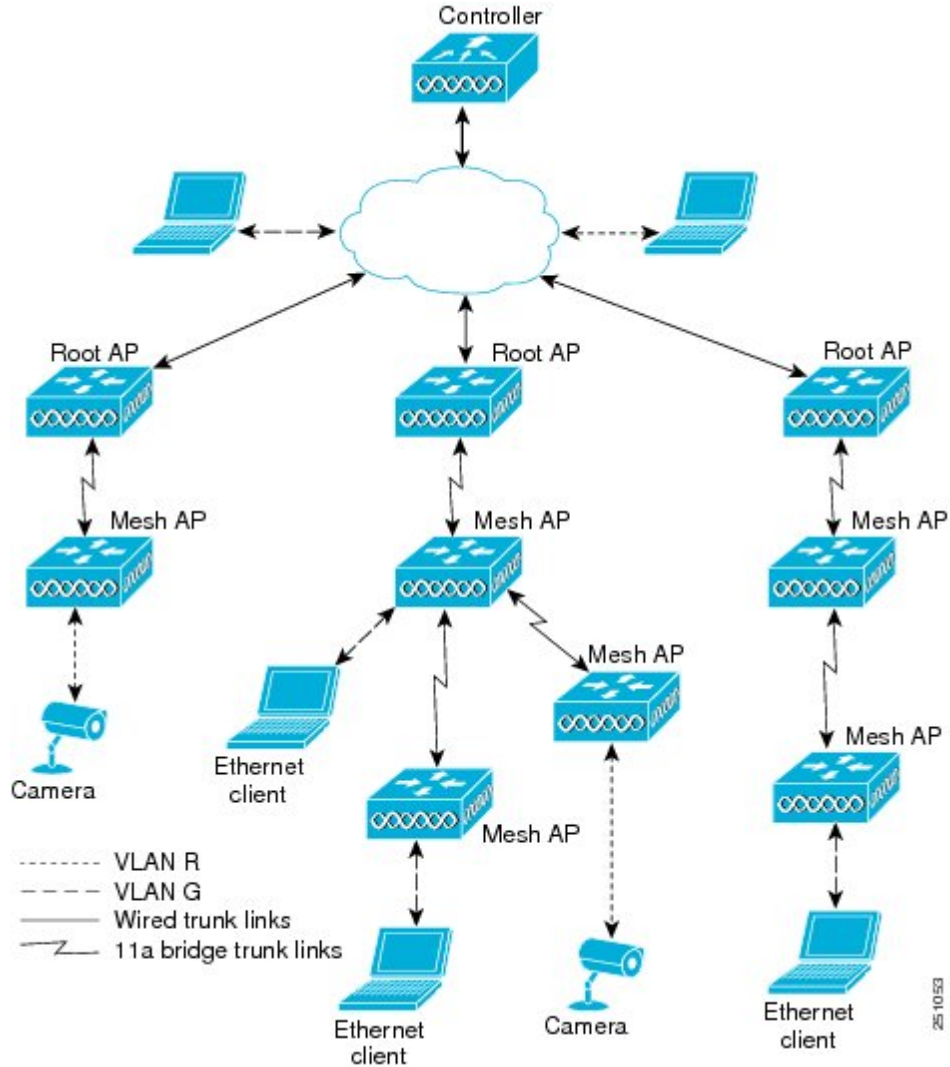 Controller
Root AP
Root AP
Root AP
Mesh AP
Mesh AP
Mesh AP
Mesh AP
Mesh AP
Ethernet
client
Camera
Mesh AP
VLAN R
VLAN G
Wired trunk links
11a bridge trunk links
Ethernet
client
Camera
Ethernet
client
251053